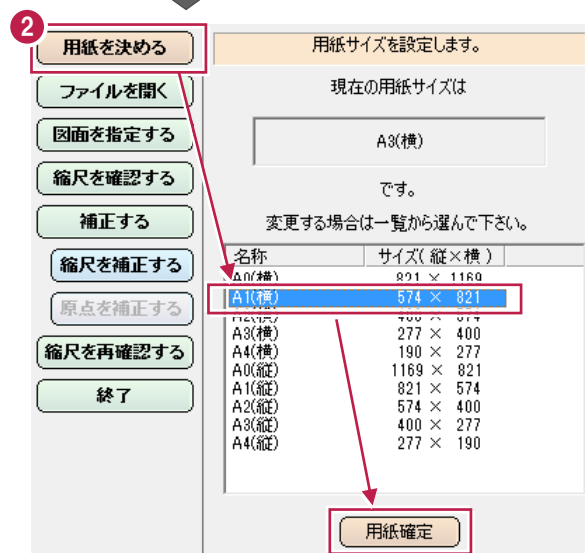 2
用紙を決める
ファイルを開く
図面を指定する
縮尺を確認する
補正する
縮尺を補正する
原点を補正する
縮尺を再確認する
終了
用紙サイズを設定します。
現在の用紙サイズは
A3(横)
です。
変更する場合は一覧から選んで下さい。
名称 サイズ( 縦×横 )
A0(横) 821 × 1169
A1(横) 574 × 821
A2(横) 400 × 574
A3(横) 277 × 400
A4(横) 190 × 277
A0(縦) 1169 × 821
A1(縦) 821 × 574
A2(縦) 574 × 400
A3(縦) 400 × 277
A4(縦) 277 × 190
用紙確定